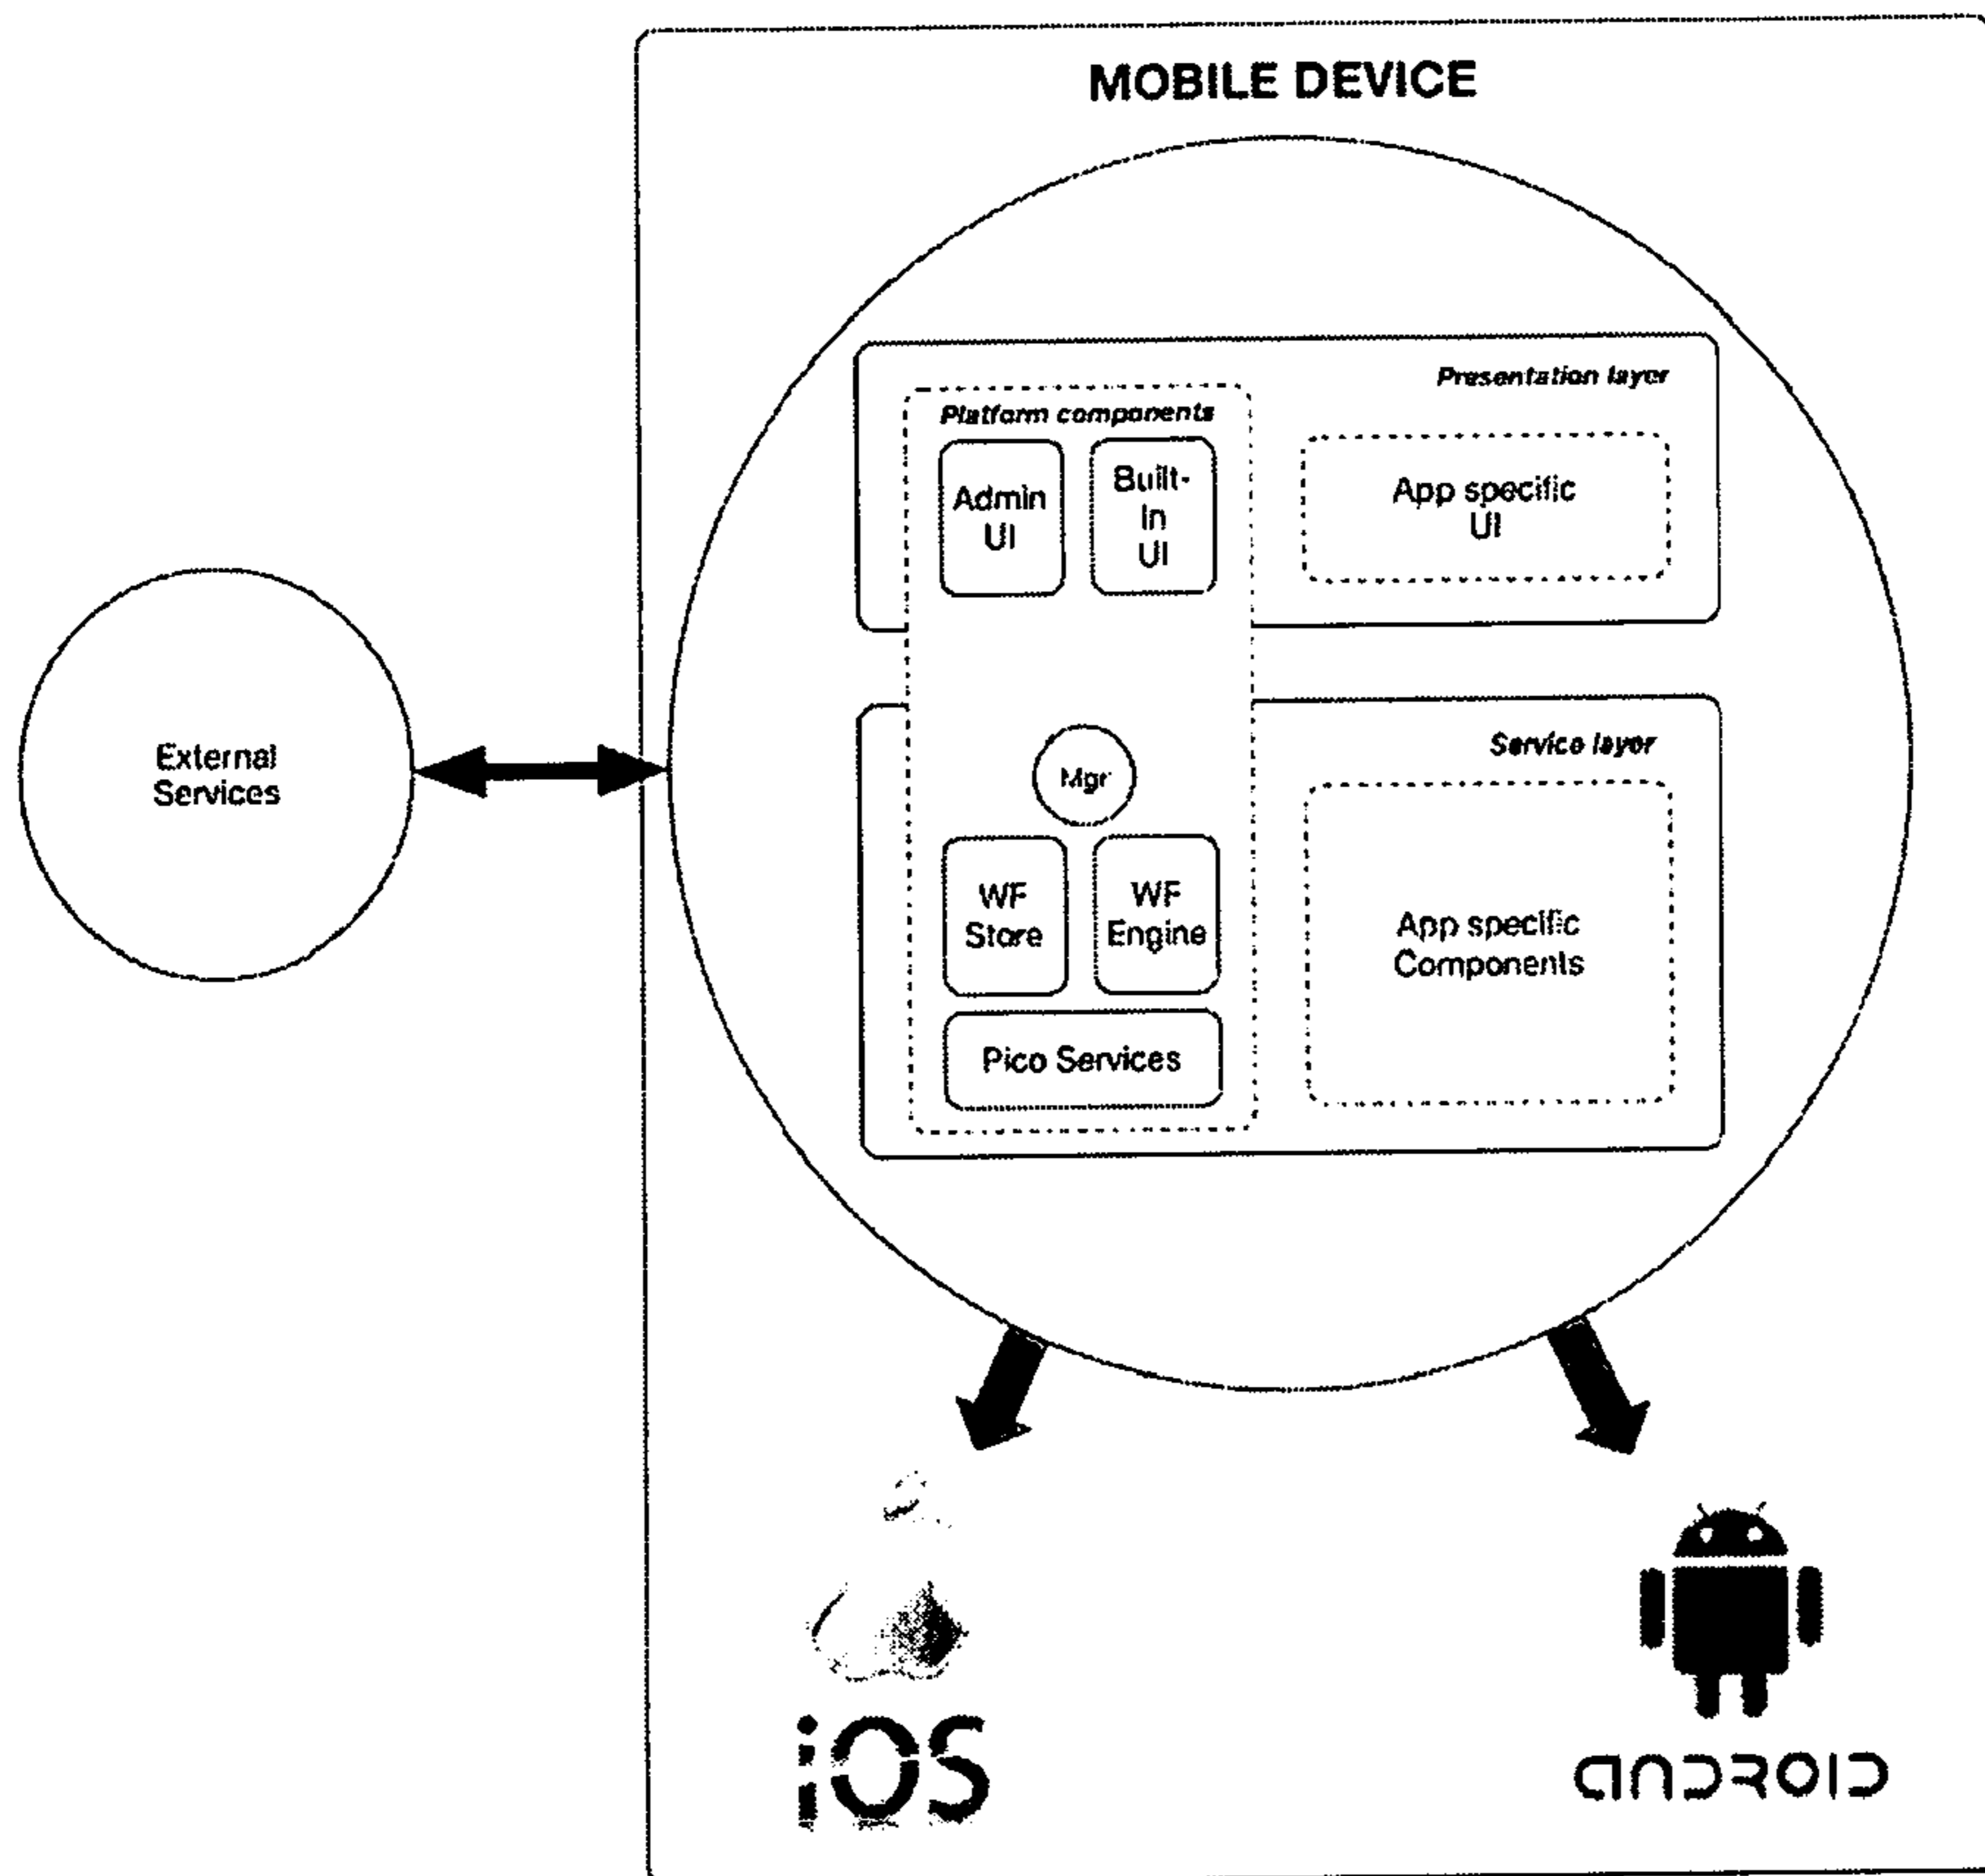 MOBILE DEVICE
Presentation layer
Platform components
Admin
UI
Built-
In
UI
App specific
UI
External
Services
Service layer
Mgr
WF
Store
WF
Engine
App specific
Components
Pico Services
iOS
ANDROID